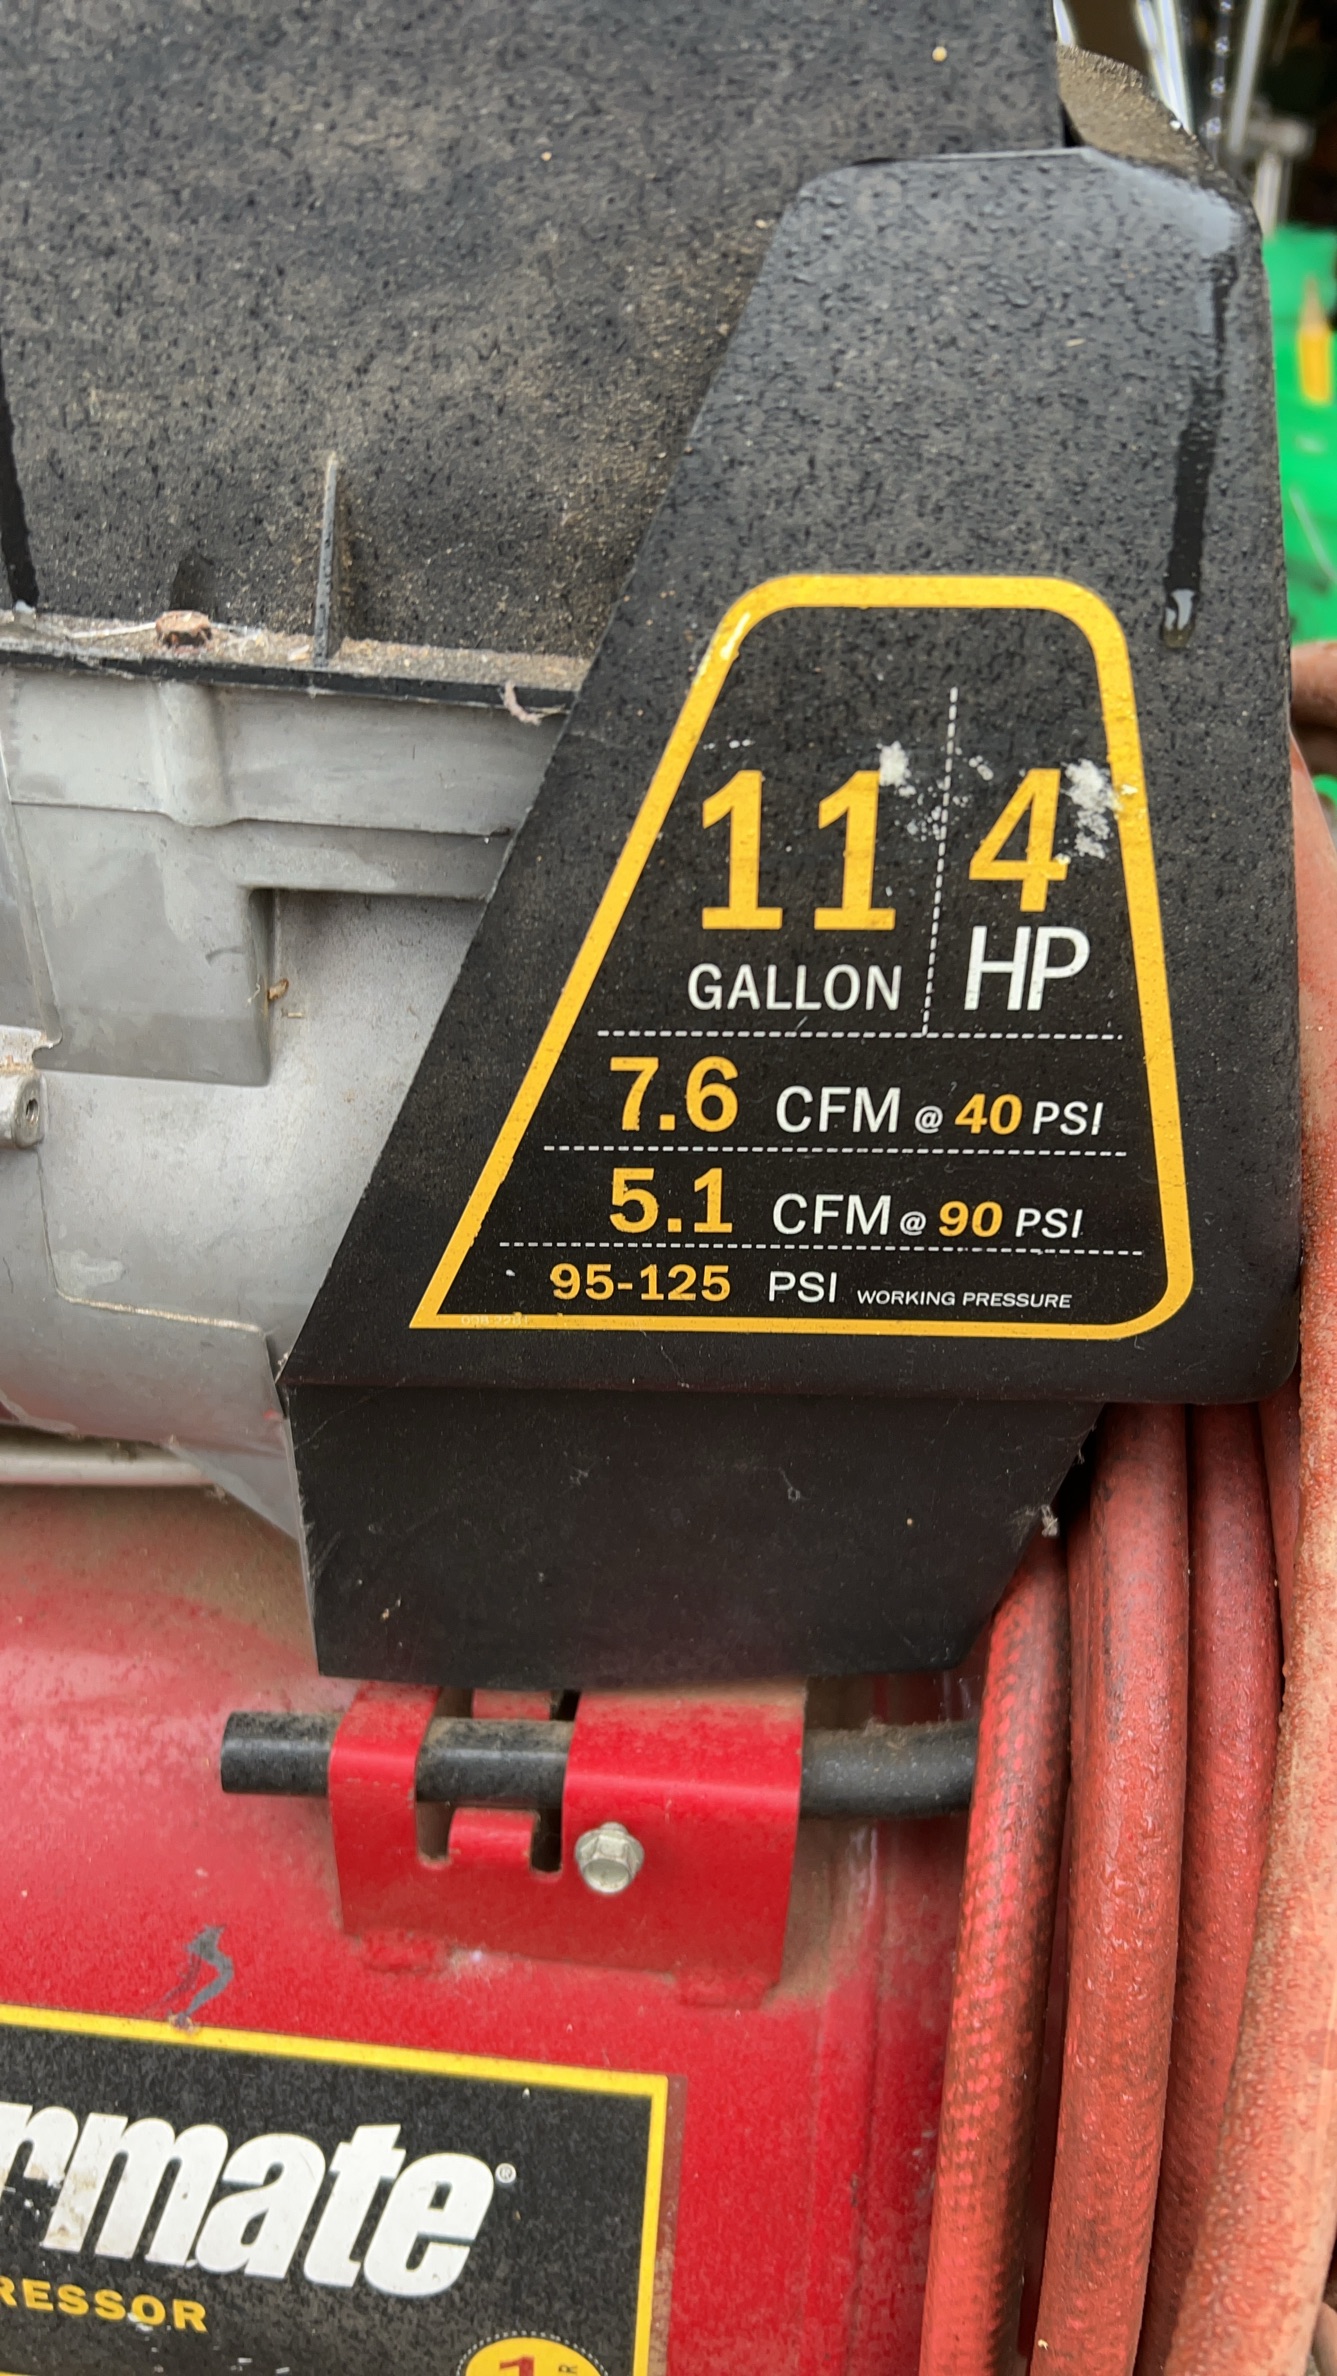 11 4
GALLON HP
7.6 CFM @ 40 PSI
5.1 CFM @ 90 PSI
95-125 PSI WORKING PRESSURE
rmate®
RESSOR
1